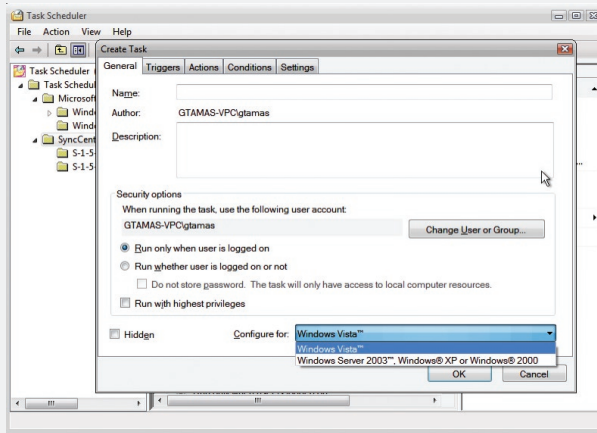 Task Scheduler
File Action View Help
Create Task
Task Scheduler (
Task Schedul
Microsoft
Windo
Windo
SyncCent
S-1-5-
S-1-5-
General Triggers Actions Conditions Settings
Name:
Author: GTAMAS-VPC\gtamas
Description:
Security options
When running the task, use the following user account:
GTAMAS-VPC\gtamas
Change User or Group...
Run only when user is logged on
Run whether user is logged on or not
Do not store password. The task will only have access to local computer resources.
Run with highest privileges
Hidden Configure for: Windows Vista™
Windows Vista™
Windows Server 2003™, Windows® XP or Windows® 2000
OK Cancel